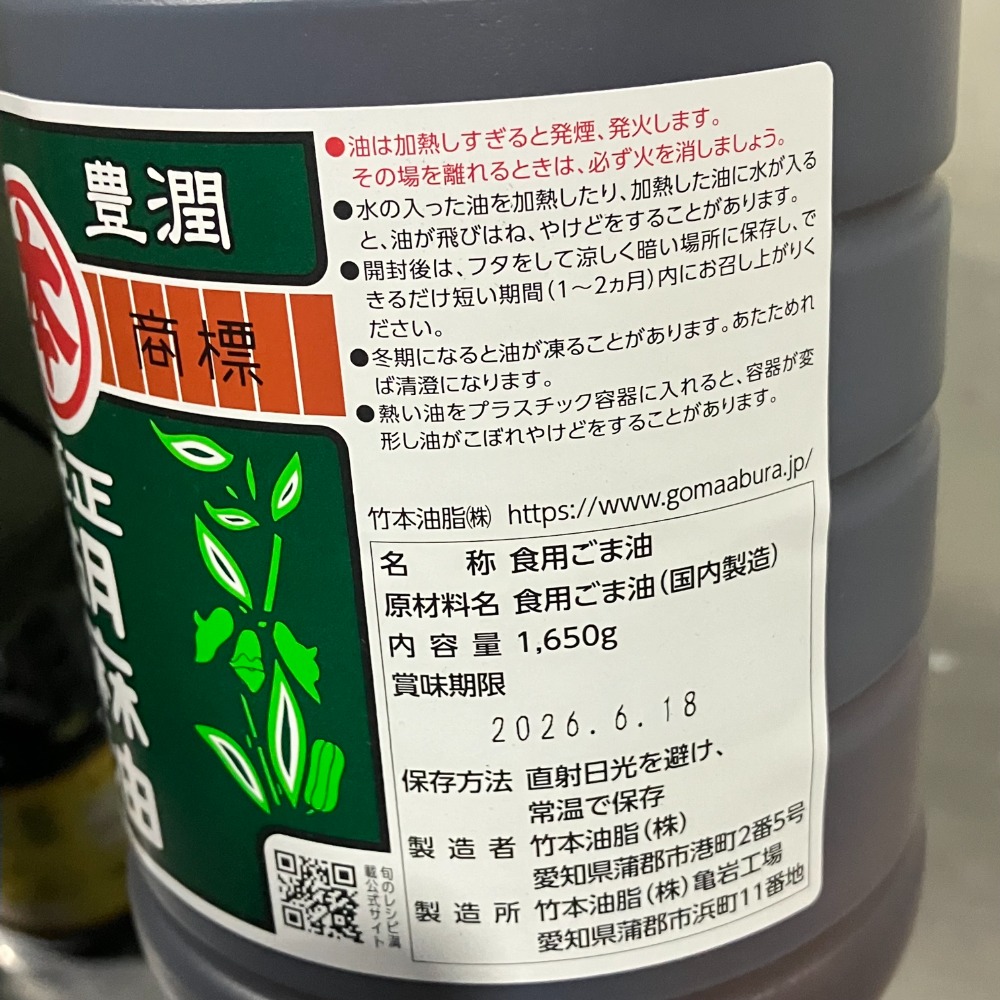 豊潤
本
商標
正用麻油
●油は加熱しすぎると発煙、発火します。
その場を離れるときは、必ず火を消しましょう。
●水の入った油を加熱したり、加熱した油に水が入る
と、油が飛びはね、やけどをすることがあります。
●開封後は、フタをして涼しく暗い場所に保存し、で
きるだけ短い期間(1～2ヵ月)内にお召し上がりく
ださい。
●冬期になると油が凍ることがあります。あたためれ
ば清澄になります。
●熱い油をプラスチック容器に入れると、容器が変
形し油がこぼれやけどをすることがあります。
竹本油脂㈱ https://www.gomaabura.jp/
名称 食用ごま油
原材料名 食用ごま油(国内製造)
内容量 1,650g
賞味期限
2026.6.18
保存方法 直射日光を避け、
常温で保存
製造者 竹本油脂(株)
愛知県蒲郡市港町2番5号
製造所 竹本油脂(株)亀岩工場
愛知県蒲郡市浜町11番地
旬のレシピ満
載公式サイト